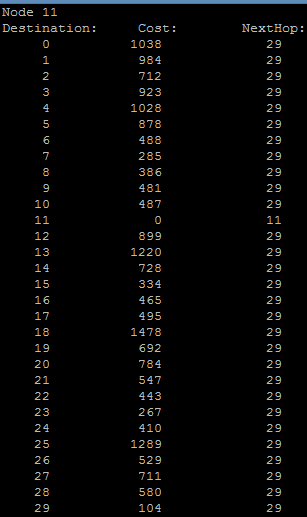 Node 11
Destination: Cost: NextHop:
0 1038 29
1 984 29
2 712 29
3 923 29
4 1028 29
5 878 29
6 488 29
7 285 29
8 386 29
9 481 29
10 487 29
11 0 11
12 899 29
13 1220 29
14 728 29
15 334 29
16 465 29
17 495 29
18 1478 29
19 692 29
20 784 29
21 547 29
22 443 29
23 267 29
24 410 29
25 1289 29
26 529 29
27 711 29
28 580 29
29 104 29